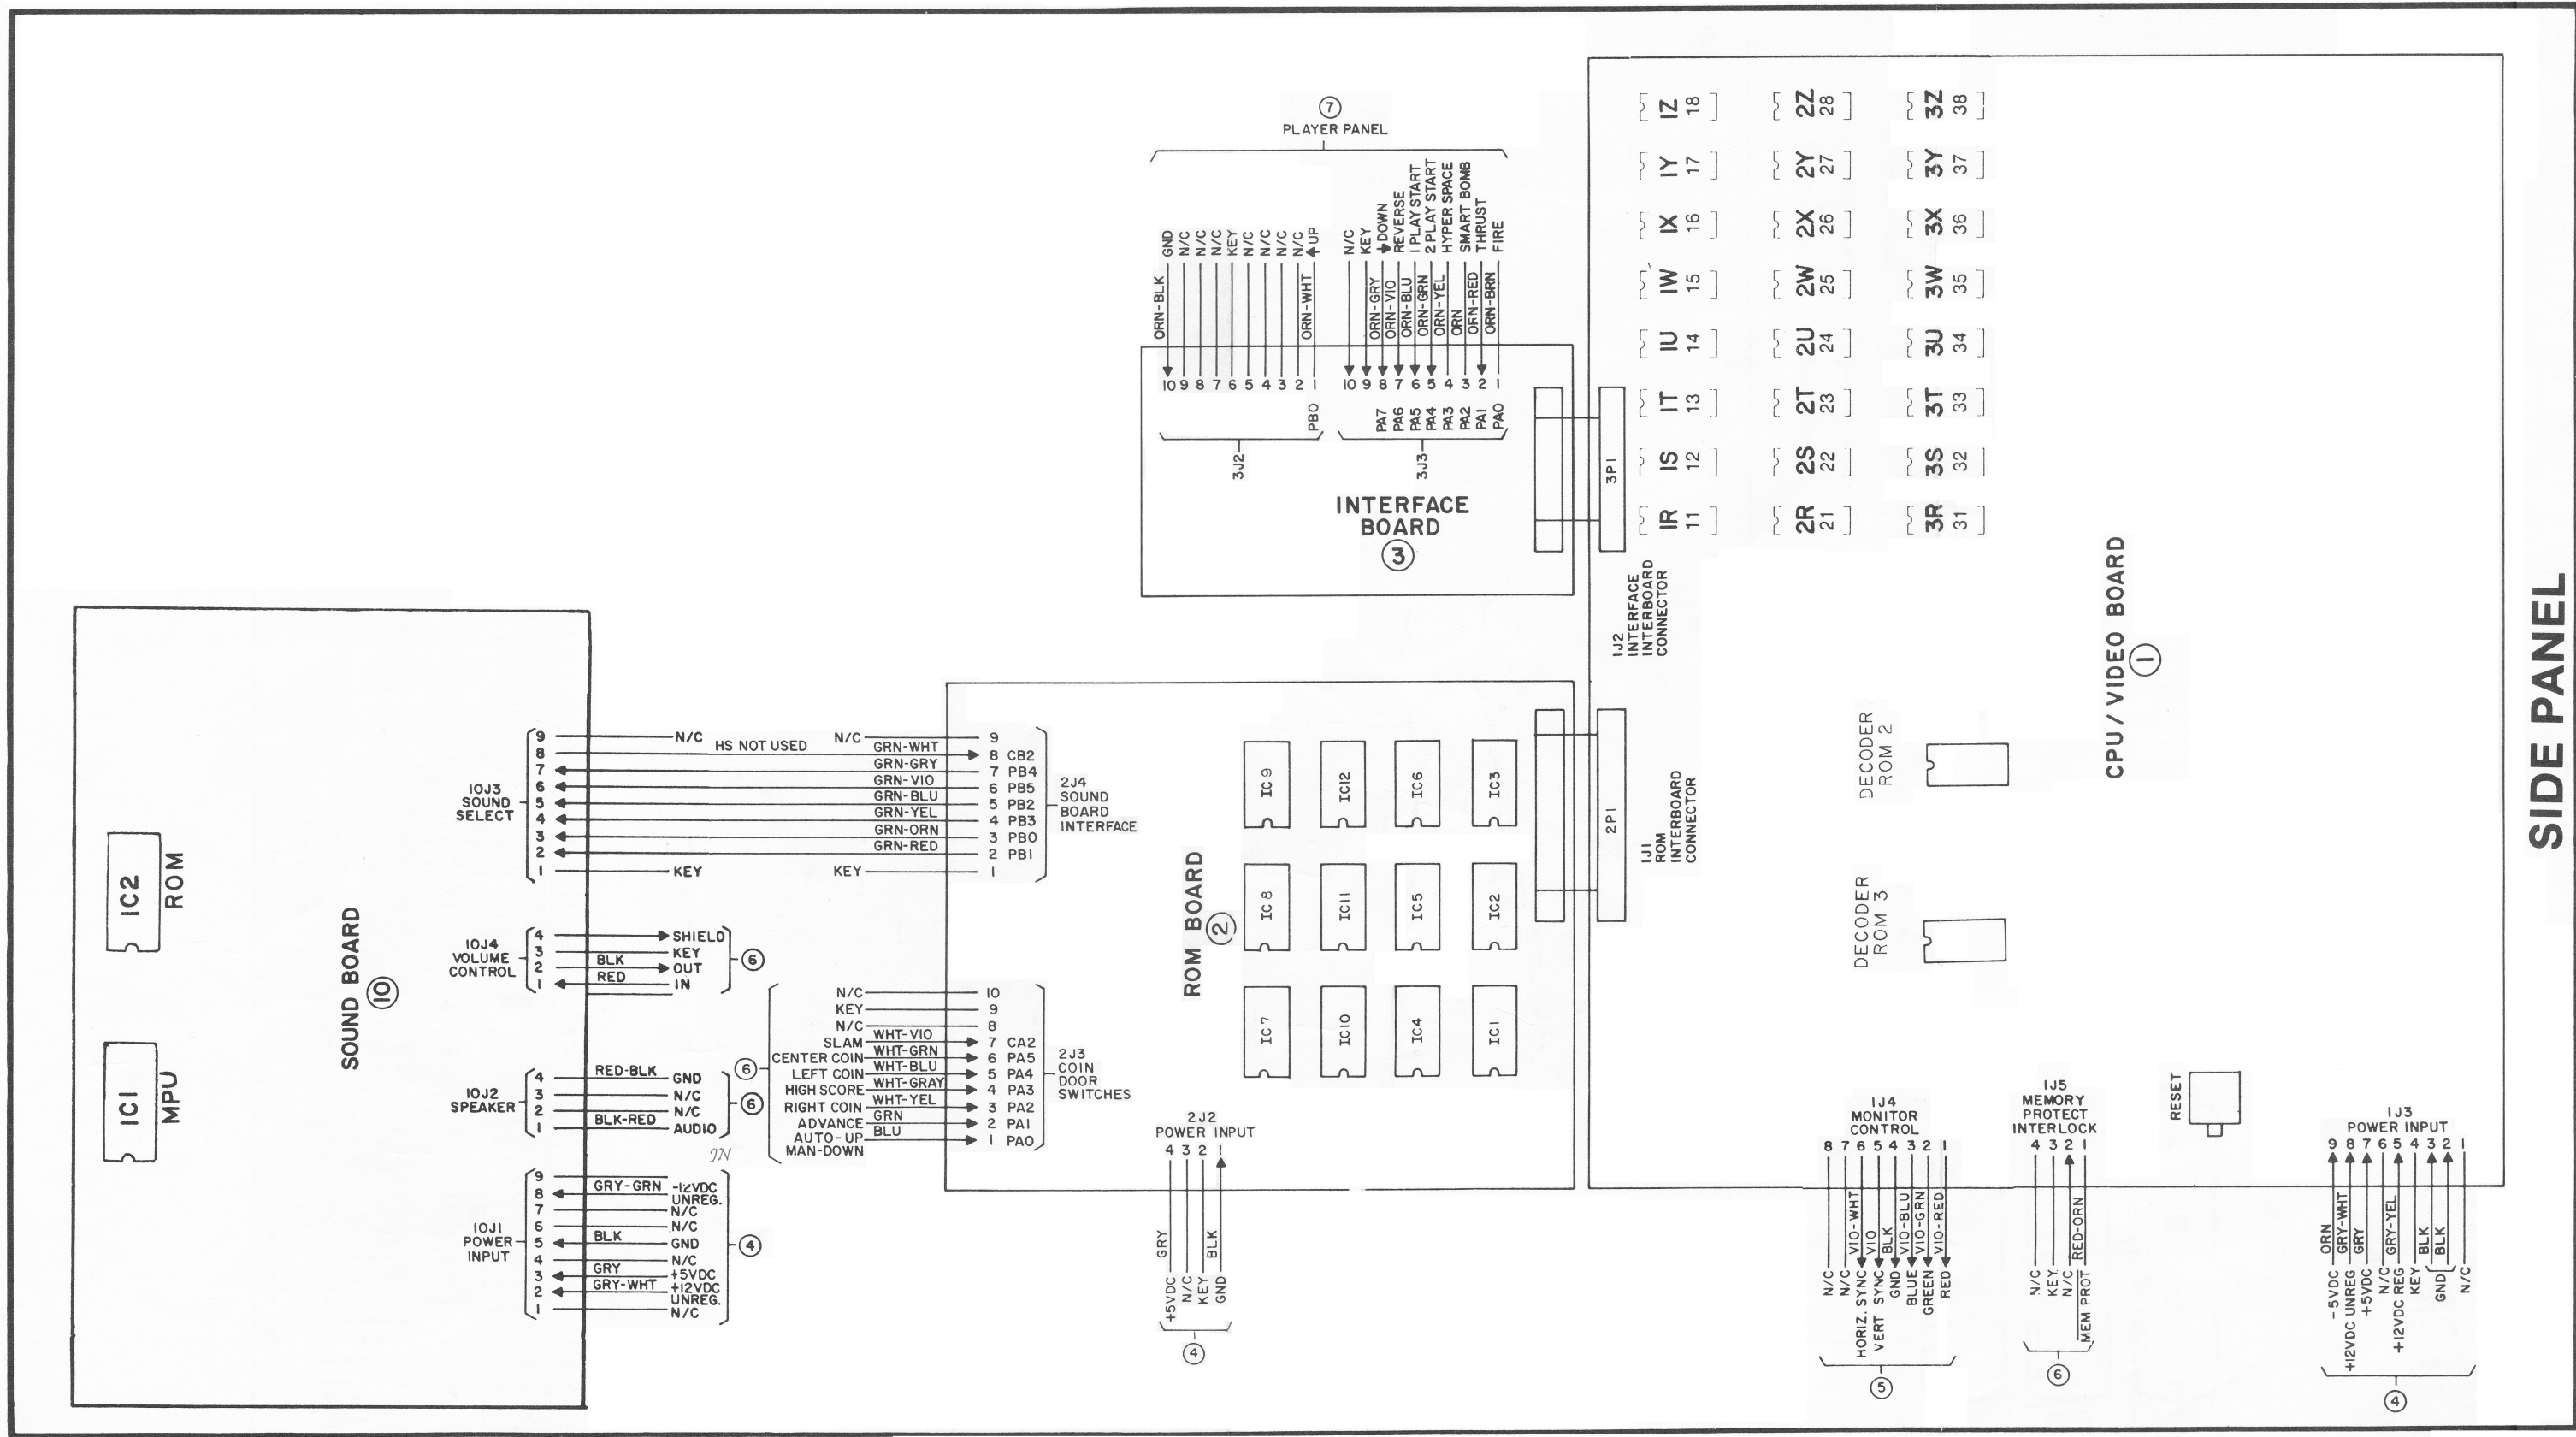 7
PLAYER PANEL
ORN-BLK GND
N/C
N/C
N/C
KEY
N/C
N/C
N/C
N/C
ORN-WHT UP
10 9 8 7 6 5 4 3 2 1
PB0
3J2
N/C
KEY
ORN-GRY DOWN
ORN-VIO REVERSE
ORN-BLU 1 PLAY START
ORN-GRN 2 PLAY START
ORN-YEL HYPER SPACE
ORN SMART BOMB
ORN-RED THRUST
ORN-BRN FIRE
10 9 8 7 6 5 4 3 2 1
PA7 PA6 PA5 PA4 PA3 PA2 PA1 PA0
3J3
INTERFACE
BOARD
3
3P1
1J2
INTERFACE
INTERBOARD
CONNECTOR
1Z 18
2Z 28
3Z 38
1Y 17
2Y 27
3Y 37
1X 16
2X 26
3X 36
1W 15
2W 25
3W 35
1U 14
2U 24
3U 34
1T 13
2T 23
3T 33
1S 12
2S 22
3S 32
1R 11
2R 21
3R 31
CPU / VIDEO BOARD
1
SIDE PANEL
DECODER
ROM 2
DECODER
ROM 3
RESET
2P1
1J1
ROM
INTERBOARD
CONNECTOR
SOUND BOARD
10
IC2
ROM
IC1
MPU
10J3
SOUND
SELECT
9 N/C
8 HS NOT USED
7
6
5
4
3
2
1 KEY
N/C 9
GRN-WHT 8 CB2
GRN-GRY 7 PB4
GRN-VIO 6 PB5
GRN-BLU 5 PB2
GRN-YEL 4 PB3
GRN-ORN 3 PB0
GRN-RED 2 PB1
KEY 1
2J4
SOUND
BOARD
INTERFACE
10J4
VOLUME
CONTROL
4 SHIELD
3 KEY
2 BLK OUT
1 RED IN
6
10J2
SPEAKER
4 RED-BLK GND
3 N/C
2 N/C
1 BLK-RED AUDIO
6
10J1
POWER
INPUT
9
8 GRY-GRN -12VDC
UNREG.
7 N/C
6 N/C
5 BLK GND
4 N/C
3 GRY +5VDC
2 GRY-WHT +12VDC
UNREG.
1 N/C
4
6
N/C 10
KEY 9
N/C 8
SLAM WHT-VIO 7 CA2
CENTER COIN WHT-GRN 6 PA5
LEFT COIN WHT-BLU 5 PA4
HIGH SCORE WHT-GRAY 4 PA3
RIGHT COIN WHT-YEL 3 PA2
ADVANCE GRN 2 PA1
AUTO-UP BLU 1 PA0
MAN-DOWN
2J3
COIN
DOOR
SWITCHES
ROM BOARD
2
IC9
IC12
IC6
IC3
IC8
IC11
IC5
IC2
IC7
IC10
IC4
IC1
2J2
POWER INPUT
4 3 2 1
GRY +5VDC
N/C
KEY
BLK GND
4
1J4
MONITOR
CONTROL
8 7 6 5 4 3 2 1
N/C
N/C
VIO-WHT HORIZ. SYNC
VIO VERT SYNC
BLK GND
VIO-BLU BLUE
VIO-GRN GREEN
VIO-RED RED
5
1J5
MEMORY
PROTECT
INTERLOCK
4 3 2 1
N/C
KEY
N/C
RED-ORN MEM PROT
6
1J3
POWER INPUT
9 8 7 6 5 4 3 2 1
ORN -5VDC
GRY-WHT +12VDC UNREG
GRY +5VDC
N/C
GRY-YEL +12VDC REG
KEY
BLK
BLK
GND
N/C
4